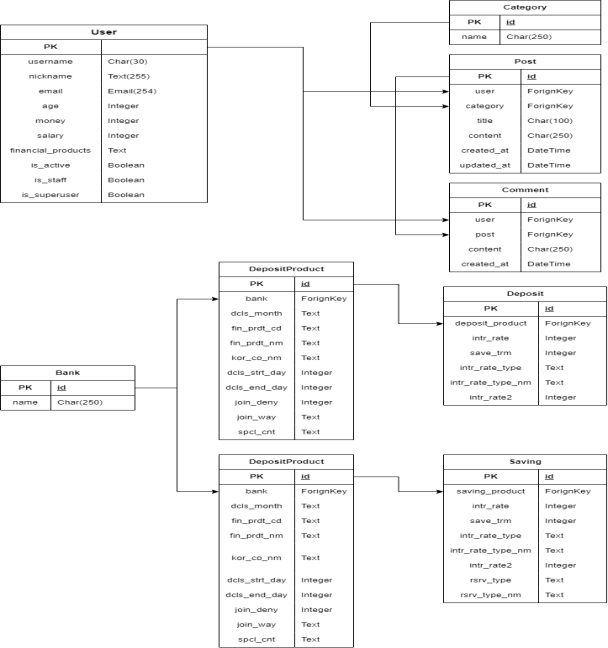 User
PK
username Char(30)
nickname Text(255)
email Email(254)
age Integer
money Integer
salary Integer
financial_products Text
is_active Boolean
is_staff Boolean
is_superuser Boolean
Category
PK id
name Char(250)
Post
PK id
user ForignKey
category ForignKey
title Char(100)
content Char(250)
created_at DateTime
updated_at DateTime
Comment
PK id
user ForignKey
post ForignKey
content Char(250)
created_at DateTime
Bank
PK id
name Char(250)
DepositProduct
PK id
bank ForignKey
dcls_month Text
fin_prdt_cd Text
fin_prdt_nm Text
kor_co_nm Text
dcls_strt_day Integer
dcls_end_day Integer
join_deny Integer
join_way Text
spcl_cnt Text
Deposit
PK id
deposit_product ForignKey
intr_rate Integer
save_trm Integer
intr_rate_type Text
intr_rate_type_nm Text
intr_rate2 Integer
DepositProduct
PK id
bank ForignKey
dcls_month Text
fin_prdt_cd Text
fin_prdt_nm Text
kor_co_nm Text
dcls_strt_day Integer
dcls_end_day Integer
join_deny Integer
join_way Text
spcl_cnt Text
Saving
PK id
saving_product ForignKey
intr_rate Integer
save_trm Integer
intr_rate_type Text
intr_rate_type_nm Text
intr_rate2 Integer
rsrv_type Text
rsrv_type_nm Text